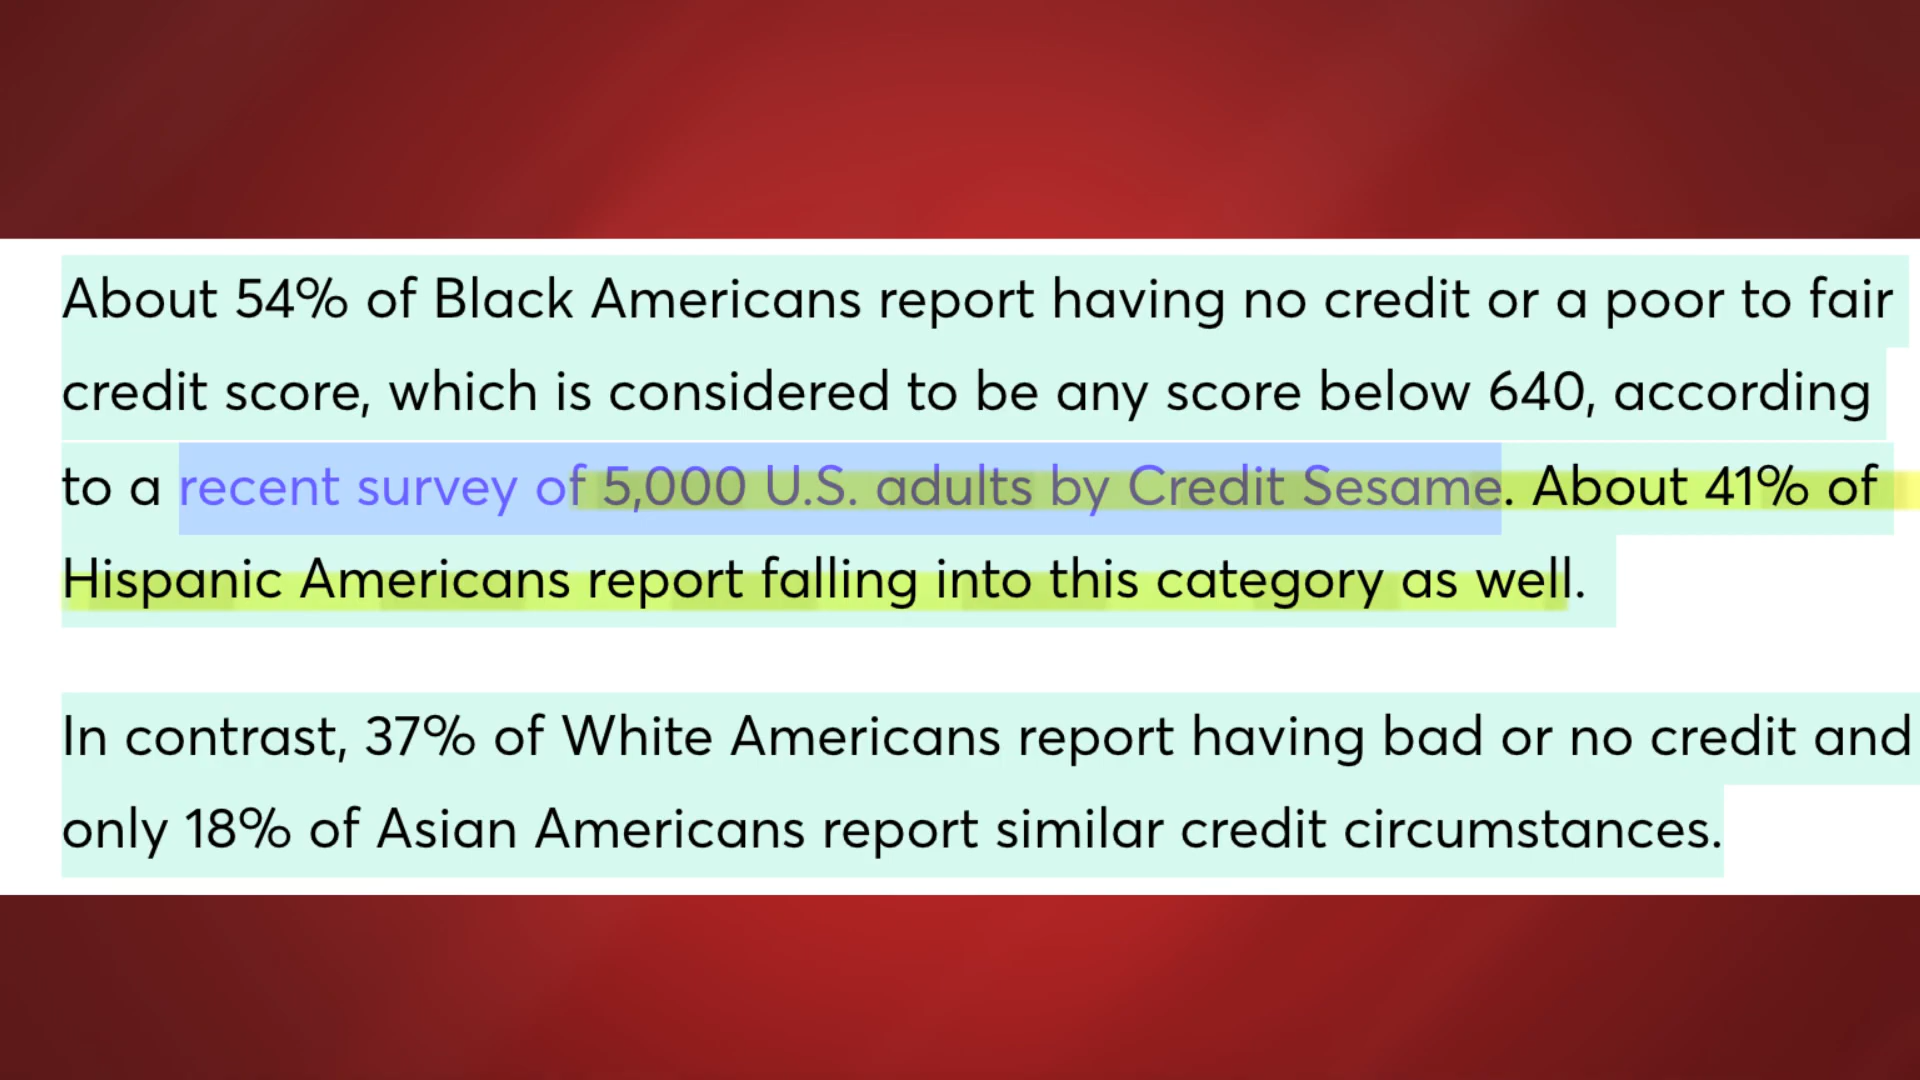 About 54% of Black Americans report having no credit or a poor to fair
credit score, which is considered to be any score below 640, according
to a recent survey of 5,000 U.S. adults by Credit Sesame. About 41% of
Hispanic Americans report falling into this category as well.
In contrast, 37% of White Americans report having bad or no credit and
only 18% of Asian Americans report similar credit circumstances.